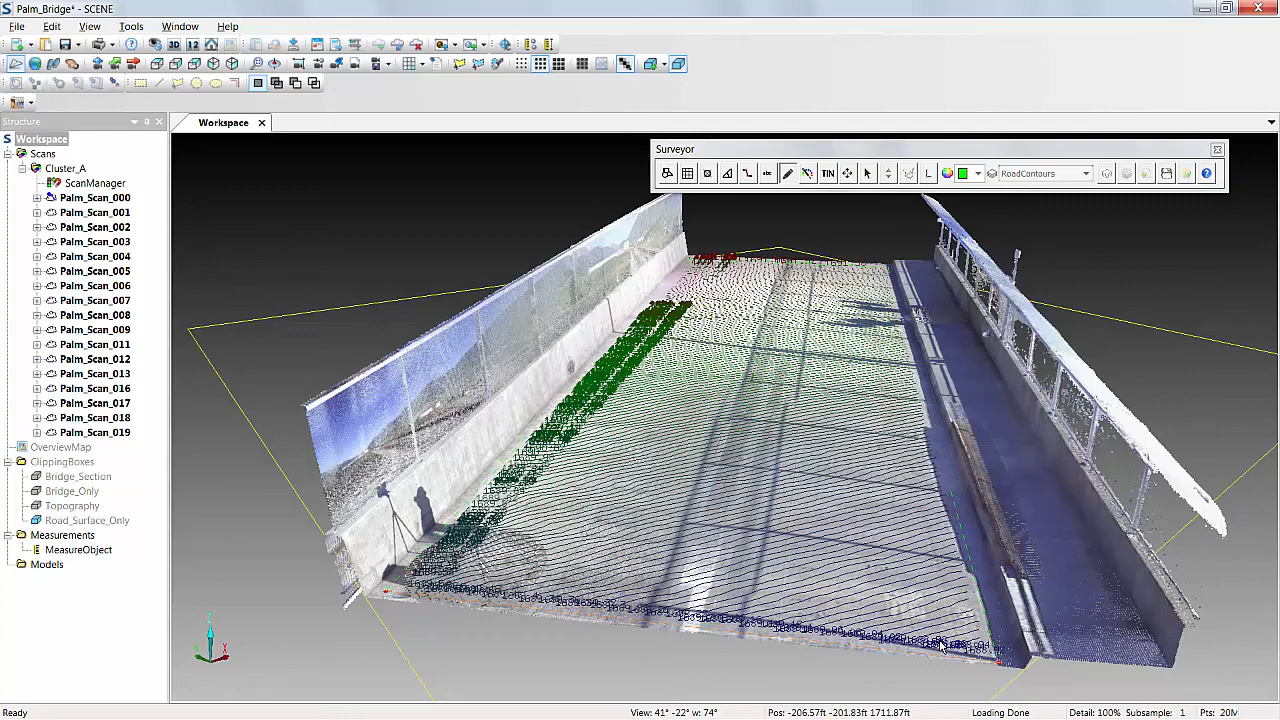 Palm_Bridge* - SCENE
File Edit View Tools Window Help
Structure
Workspace
Workspace
Surveyor
abc TIN L RoadContours
Scans
Cluster_A
ScanManager
Palm_Scan_000
Palm_Scan_001
Palm_Scan_002
Palm_Scan_003
Palm_Scan_004
Palm_Scan_005
Palm_Scan_006
Palm_Scan_007
Palm_Scan_008
Palm_Scan_009
Palm_Scan_011
Palm_Scan_012
Palm_Scan_013
Palm_Scan_016
Palm_Scan_017
Palm_Scan_018
Palm_Scan_019
OverviewMap
ClippingBoxes
Bridge_Section
Bridge_Only
Topography
Road_Surface_Only
Measurements
MeasureObject
Models
Ready
View: 41° -22° w: 74°
Pos: -206.57ft -201.83ft 1711.87ft
Loading Done
Detail: 100% Subsample: 1 Pts: 20M